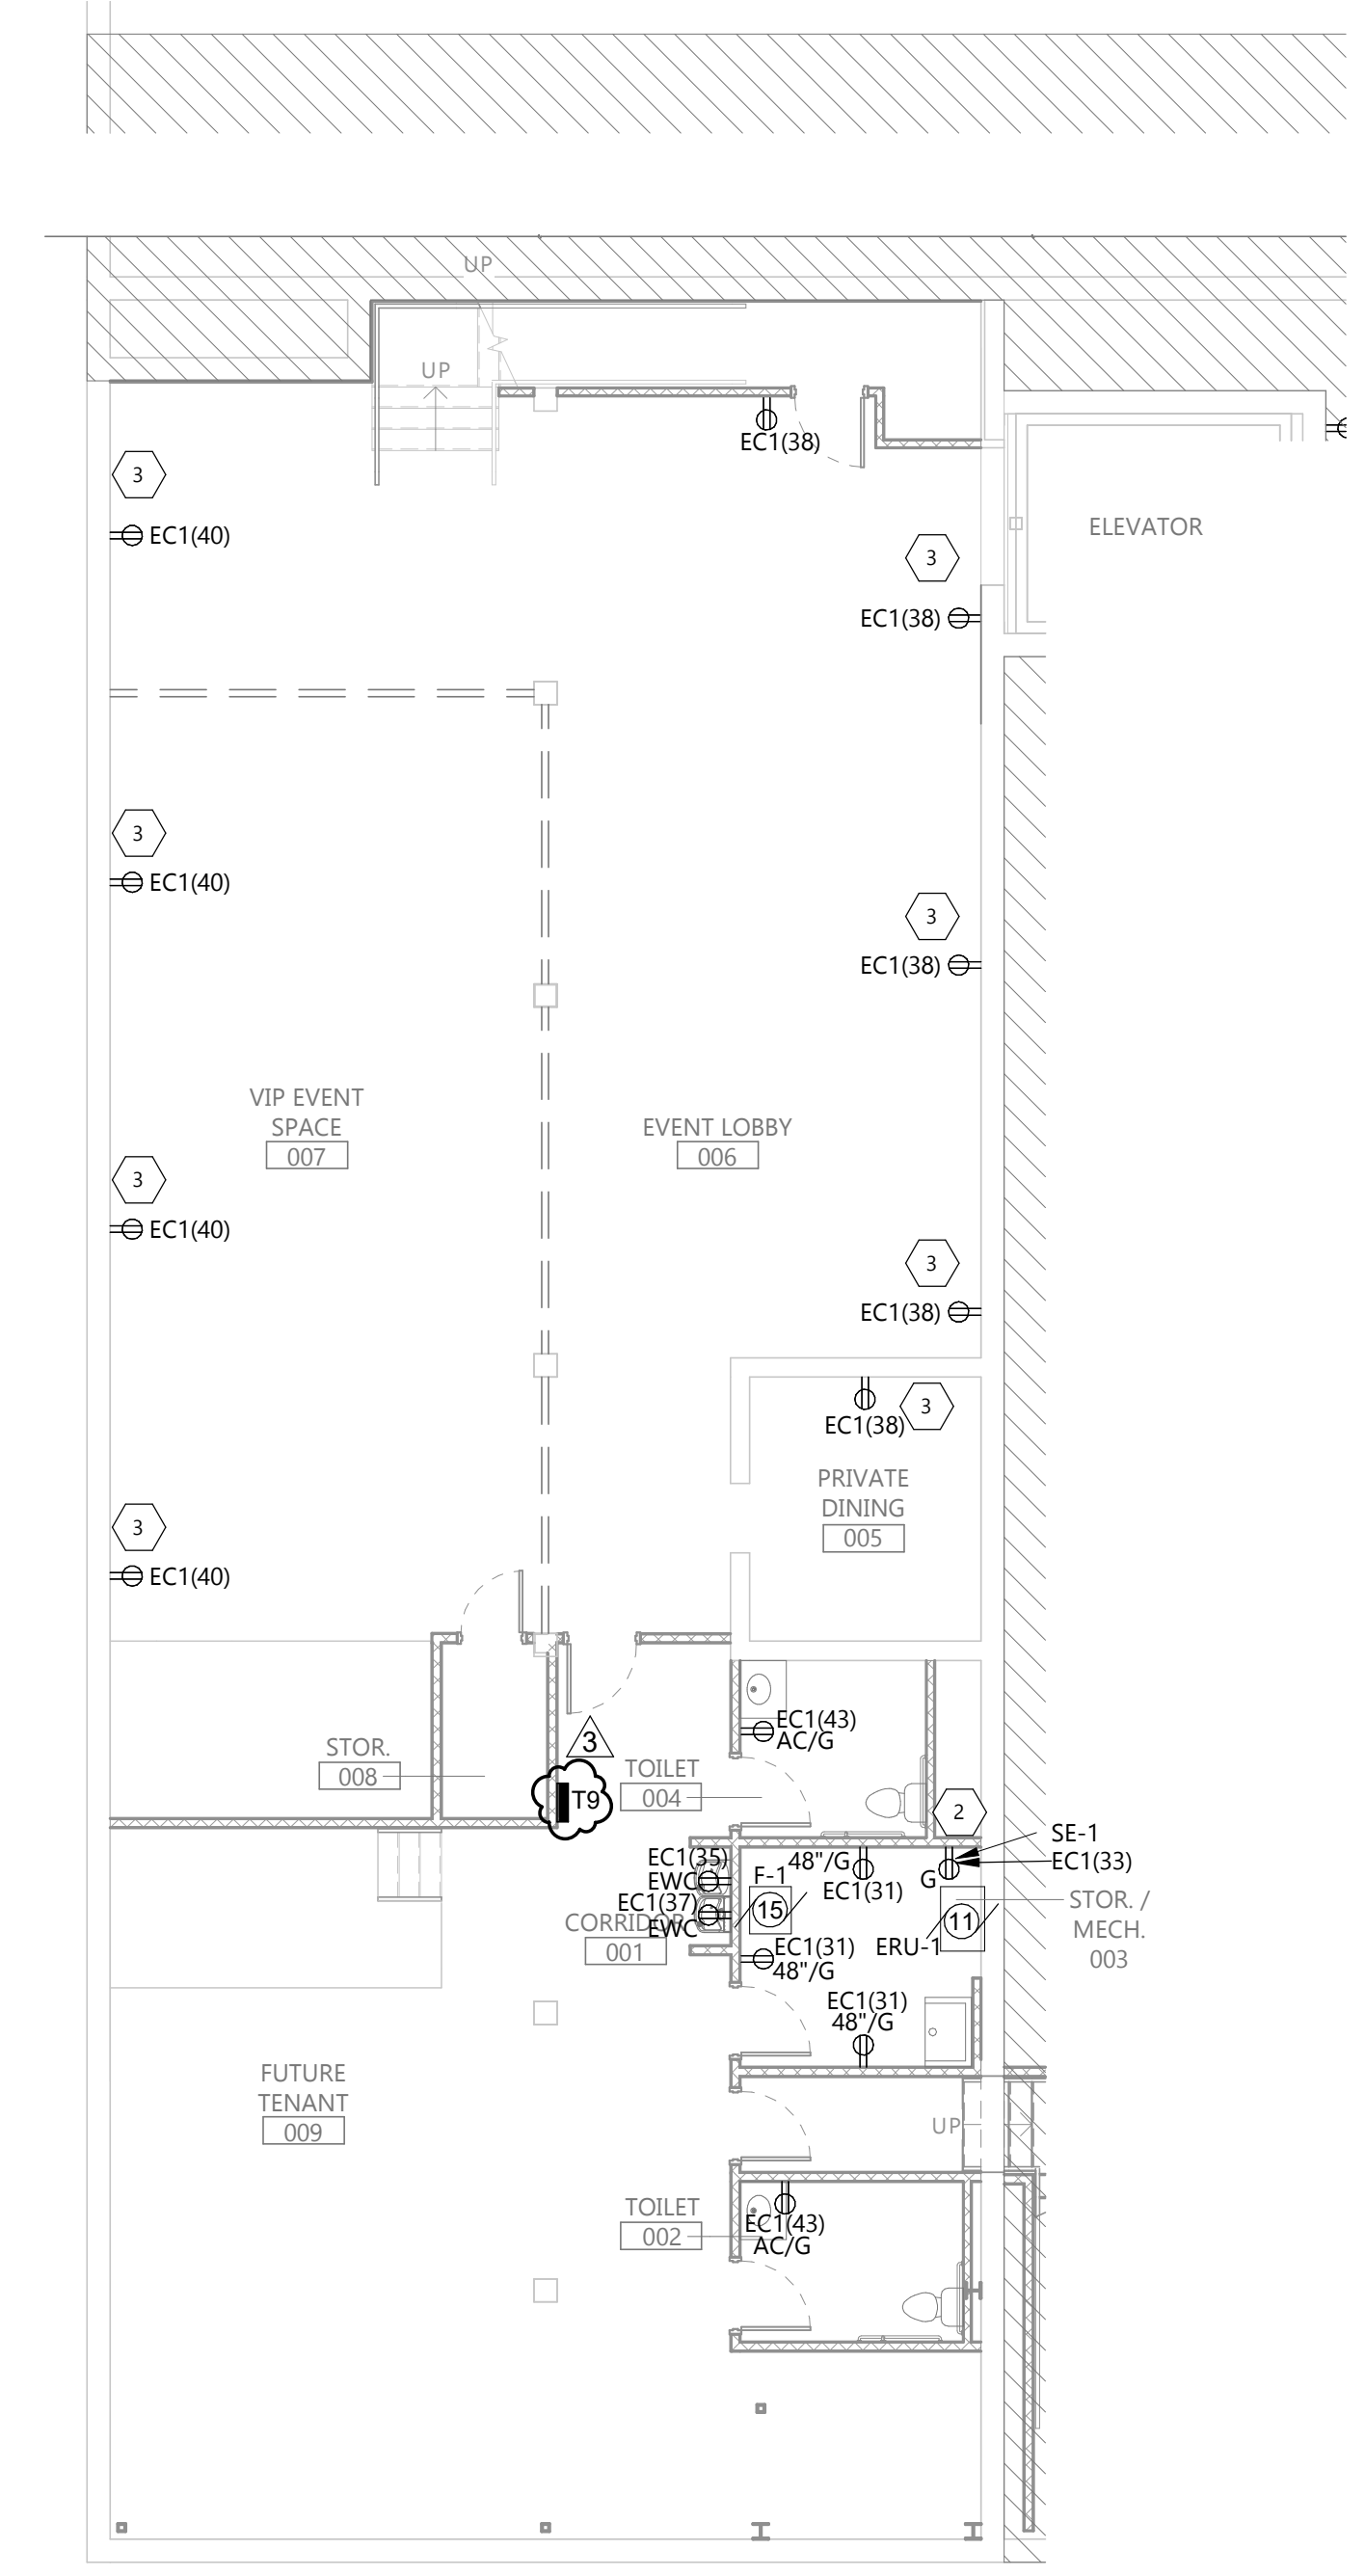 UP
UP
EC1(38)
3
EC1(40)
ELEVATOR
3
EC1(38)
3
EC1(40)
3
EC1(38)
VIP EVENT
SPACE
007
EVENT LOBBY
006
3
EC1(40)
3
EC1(38)
3
EC1(38)
PRIVATE
DINING
005
3
EC1(40)
EC1(43)
AC/G
3
STOR.
008
T9
TOILET
004
2
SE-1
EC1(33)
EC1(35)
EWC
48"/G
EC1(31)
G
F-1
15
EC1(37)
EWC
CORRIDOR
001
11
ERU-1
STOR. /
MECH.
003
EC1(31)
48"/G
EC1(31)
48"/G
FUTURE
TENANT
009
UP
TOILET
002
EC1(43)
AC/G